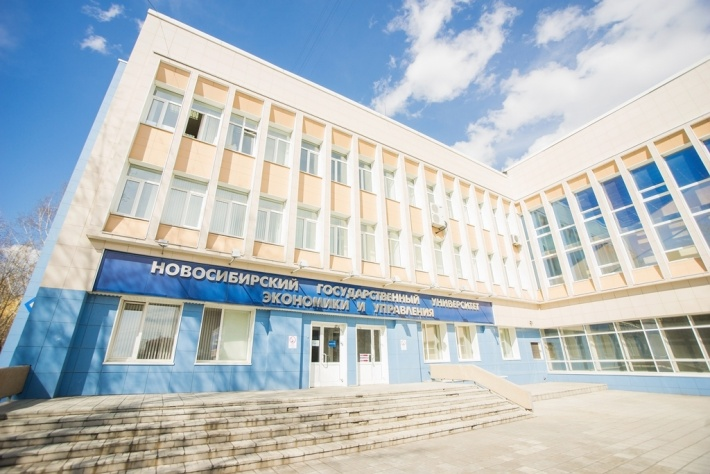 НОВОСИБИРСКИЙ ГОСУДАРСТВЕННЫЙ УНИВЕРСИТЕТ
ЭКОНОМИКИ И УПРАВЛЕНИЯ